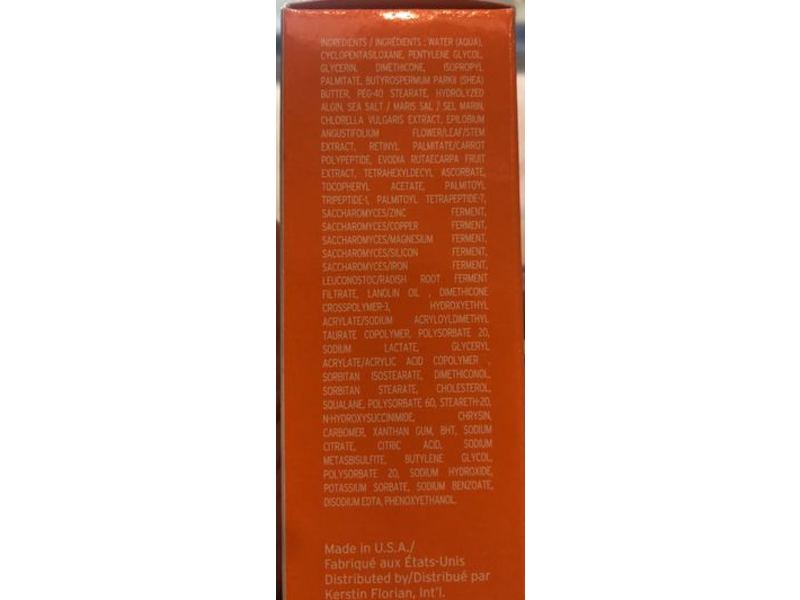 INGREDIENTS / INGRÉDIENTS : WATER (AQUA),
CYCLOPENTASILOXANE, PENTYLENE GLYCOL,
GLYCERIN, DIMETHICONE, ISOPROPYL
PALMITATE, BUTYROSPERMUM PARKII (SHEA)
BUTTER, PEG-40 STEARATE, HYDROLYZED
ALGIN, SEA SALT / MARIS SAL / SEL MARIN,
CHLORELLA VULGARIS EXTRACT, EPILOBIUM
ANGUSTIFOLIUM FLOWER/LEAF/STEM
EXTRACT, RETINYL PALMITATE/CARROT
POLYPEPTIDE, EVODIA RUTAECARPA FRUIT
EXTRACT, TETRAHEXYLDECYL ASCORBATE,
TOCOPHERYL ACETATE, PALMITOYL
TRIPEPTIDE-1, PALMITOYL TETRAPEPTIDE-7,
SACCHAROMYCES/ZINC FERMENT,
SACCHAROMYCES/COPPER FERMENT,
SACCHAROMYCES/MAGNESIUM FERMENT,
SACCHAROMYCES/SILICON FERMENT,
SACCHAROMYCES/IRON FERMENT,
LEUCONOSTOC/RADISH ROOT FERMENT
FILTRATE, LANOLIN OIL , DIMETHICONE
CROSSPOLYMER-3, HYDROXYETHYL
ACRYLATE/SODIUM ACRYLOYLDIMETHYL
TAURATE COPOLYMER, POLYSORBATE 20,
SODIUM LACTATE, GLYCERYL
ACRYLATE/ACRYLIC ACID COPOLYMER ,
SORBITAN ISOSTEARATE, DIMETHICONOL,
SORBITAN STEARATE, CHOLESTEROL,
SQUALANE, POLYSORBATE 60, STEARETH-20,
N-HYDROXYSUCCINIMIDE, CHRYSIN,
CARBOMER, XANTHAN GUM, BHT, SODIUM
CITRATE, CITRIC ACID, SODIUM
METASBISULFITE, BUTYLENE GLYCOL,
POLYSORBATE 20, SODIUM HYDROXIDE,
POTASSIUM SORBATE, SODIUM BENZOATE,
DISODIUM EDTA, PHENOXYETHANOL.
Made in U.S.A./
Fabriqué aux États-Unis
Distributed by/Distribué par
Kerstin Florian, Int'l.